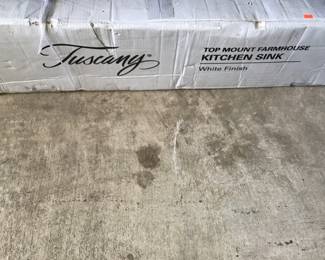 Tuscany®
TOP MOUNT FARMHOUSE
KITCHEN SINK
White Finish